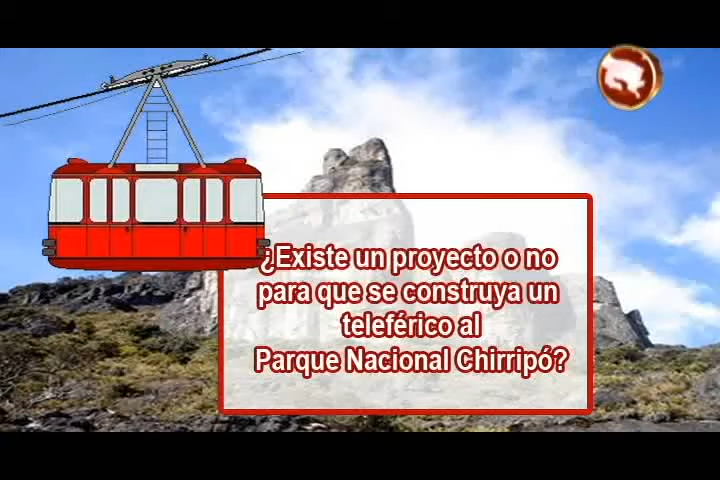 ¿Existe un proyecto o no
para que se construya un
teleférico al
Parque Nacional Chirripó?